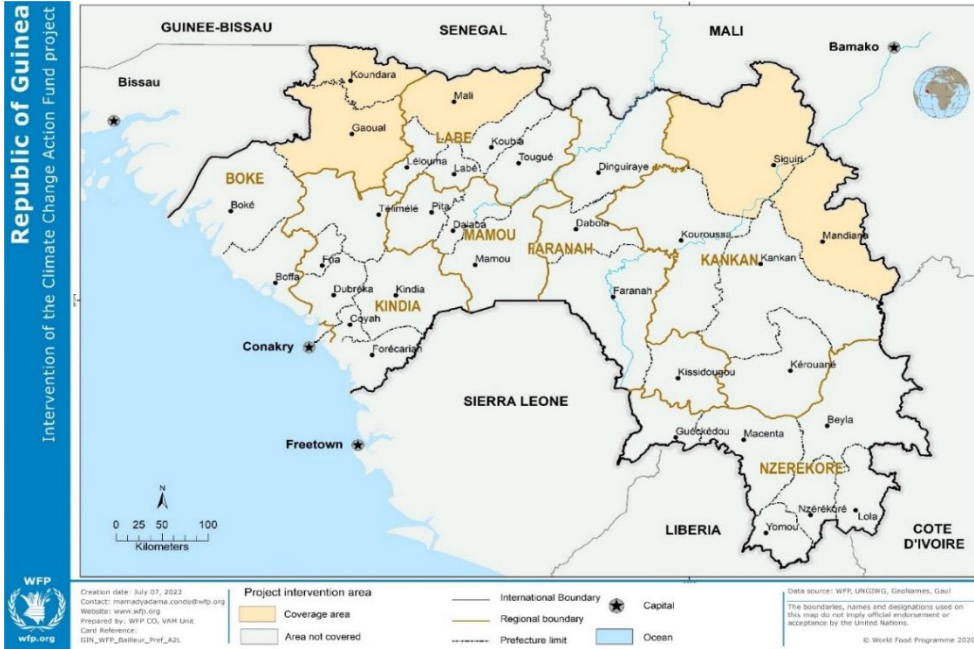 Republic of Guinea
Intervention of the Climate Change Action Fund project
WFP
wfp.org
GUINEE-BISSAU
SENEGAL
MALI
Bamako
Bissau
Koundara
Mali
Gaoual
LABE
Koubia
Siguiri
Lélouma
Labé
Tougué
Dinguiraye
BOKE
Boké
Télimélé
Pita
Dalaba
MAMOU
Dabola
FARANAH
Kouroussa
Mandiana
KANKAN
Kankan
Mamou
Fria
Boffa
Dubréka
Kindia
KINDIA
Faranah
Coyah
Conakry
Forécariah
Kissidougou
Kérouané
SIERRA LEONE
Beyla
Guéckédou
Macenta
Freetown
NZEREKORE
Nzérékoré
Lola
Yomou
LIBERIA
COTE
D'IVOIRE
N
0 25 50 100
Kilometers
Creation date: July 07, 2022
Contact: mamadyadama.conde@wfp.org
Website: www.wfp.org
Prepared by: WFP CO, VAM Unit
Card Reference:
GIN_WFP_Bailleur_Pref_A2L
Project intervention area
Coverage area
Area not covered
International Boundary
Regional boundary
Prefecture limit
Capital
Ocean
Data source: WFP, UNGIWG, GeoNames, Gaul
The boundaries, names and designations used on
this map do not imply official endorsement or
acceptance by the United Nations.
© World Food Programme 2020